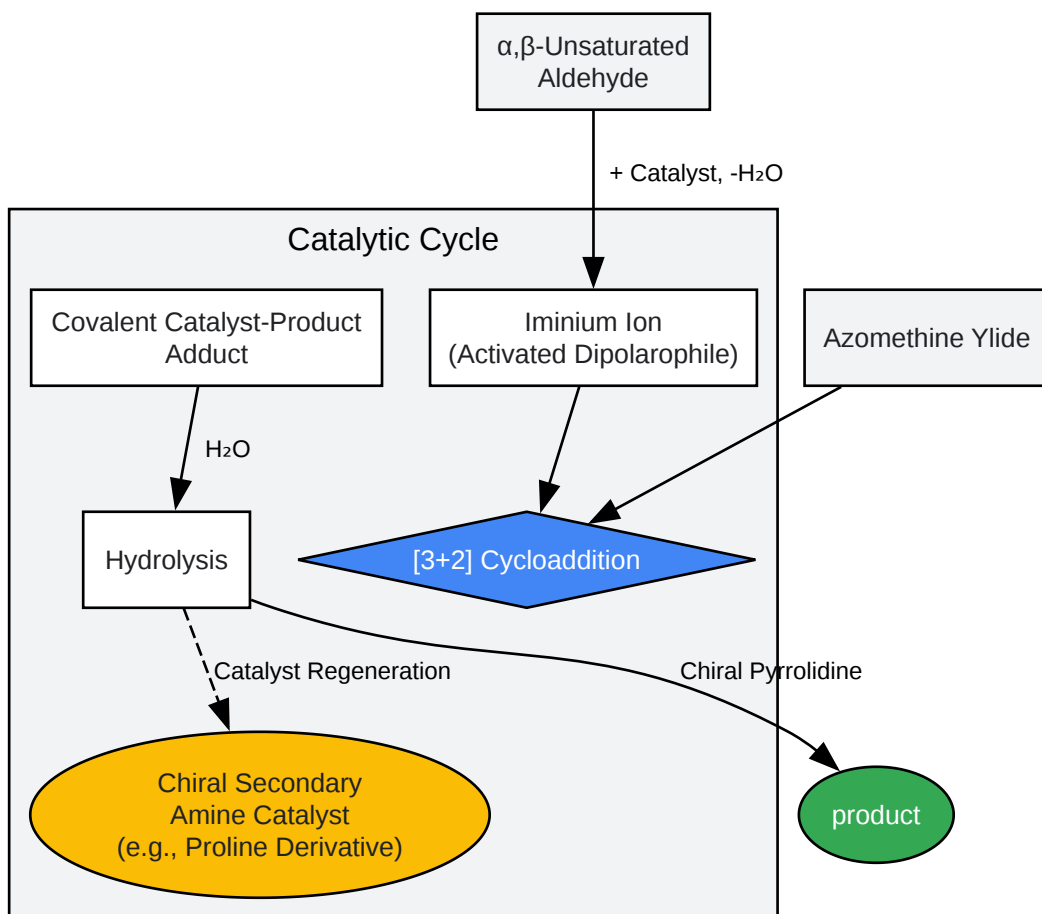 α,β-Unsaturated
Aldehyde
+ Catalyst, -H₂O
Catalytic Cycle
Covalent Catalyst-Product
Adduct
Iminium Ion
(Activated Dipolarophile)
Azomethine Ylide
H₂O
Hydrolysis
[3+2] Cycloaddition
Catalyst Regeneration
Chiral Pyrrolidine
Chiral Secondary
Amine Catalyst
(e.g., Proline Derivative)
product